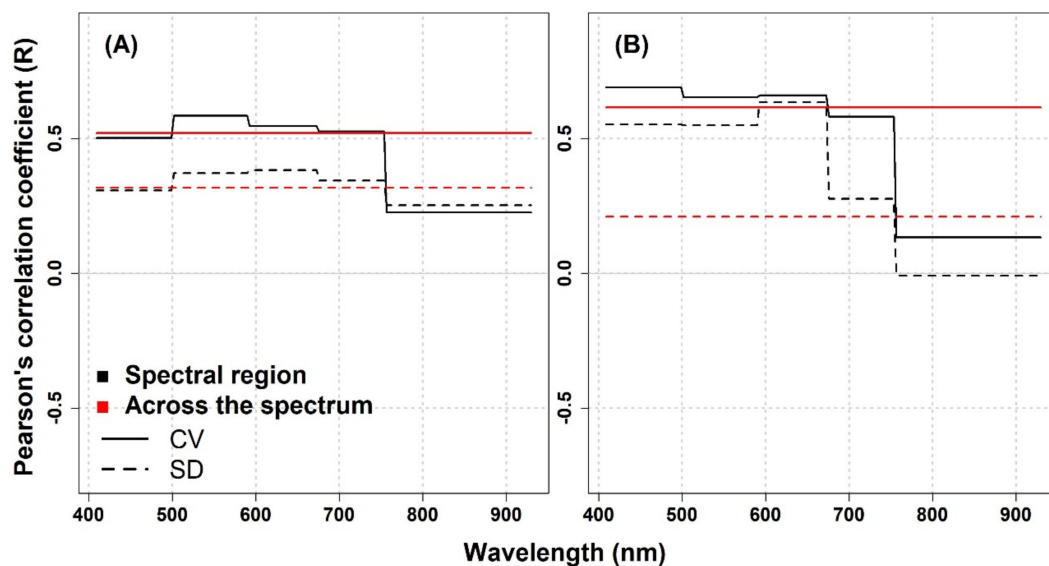 Pearson's correlation coefficient (R)
(A)
0.5
0.0
-0.5
Spectral region
Across the spectrum
CV
SD
400 500 600 700 800 900
(B)
0.5
0.0
-0.5
400 500 600 700 800 900
Wavelength (nm)